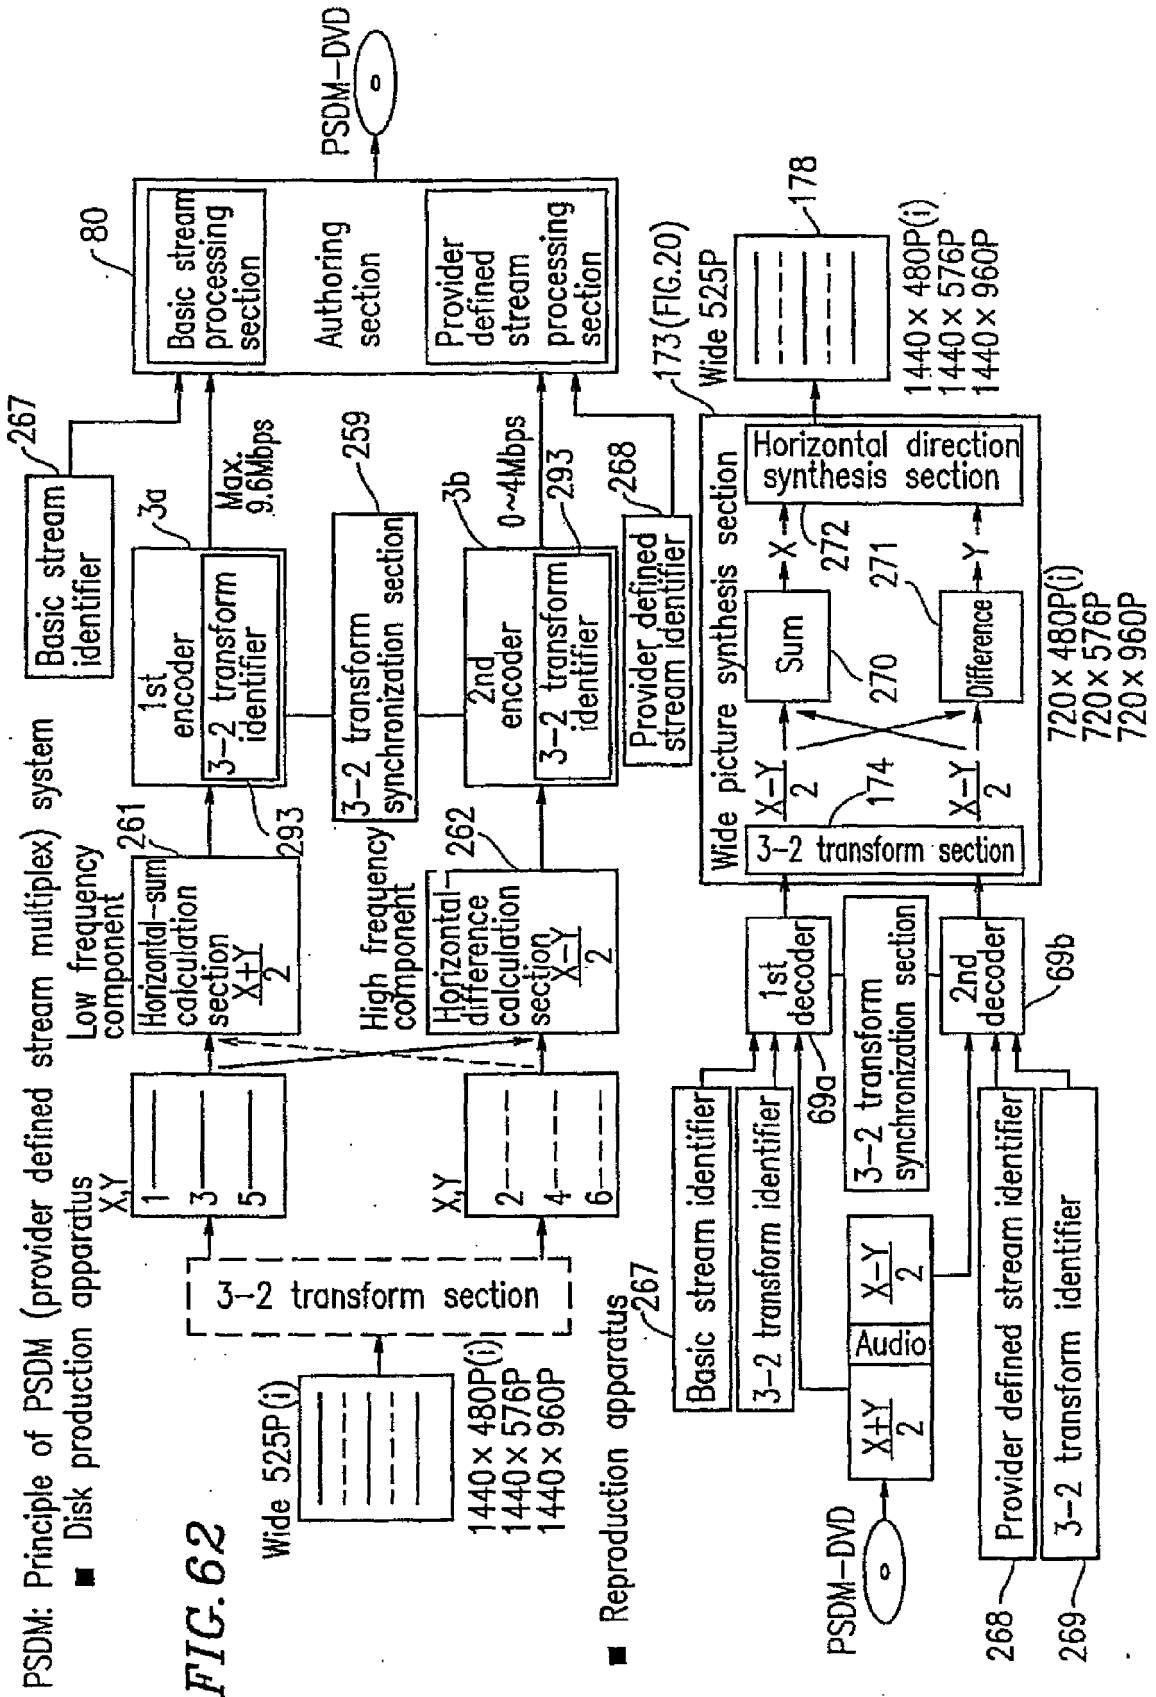 PSDM: Principle of PSDM (provider defined stream multiplex) system
■ Disk production apparatus
FIG. 62
Wide 525P(i)
1440×480P(i)
1440×576P
1440×960P
3-2 transform section
X,Y
1
3
5
X,Y
2
4
6
Low frequency
component
261
Horizontal-sum
calculation
section
X+Y
2
High frequency
component
262
Horizontal-
difference
calculation
section
X-Y
2
293
Basic stream
identifier
267
1st
encoder
3a
3-2 transform
identifier
Max.
9.6Mbps
3-2 transform
synchronization section
259
2nd
encoder
3b
3-2 transform
identifier
0~4Mbps
293
Provider defined
stream identifier
268
80
Basic stream
processing
section
Authoring
section
Provider
defined
stream
processing
section
PSDM-DVD
■ Reproduction apparatus
PSDM-DVD
X+Y
2
Audio
X-Y
2
267
Basic stream identifier
3-2 transform identifier
268
Provider defined stream identifier
269
3-2 transform identifier
1st
decoder
69a
3-2 transform
synchronization section
2nd
decoder
69b
173(FIG.20)
Wide picture synthesis section
3-2 transform section
174
X-Y
2
X-Y
2
Sum
270
Difference
271
X
Y
Horizontal direction
synthesis section
272
720×480P(i)
720×576P
720×960P
Wide 525P
178
1440×480P(i)
1440×576P
1440×960P